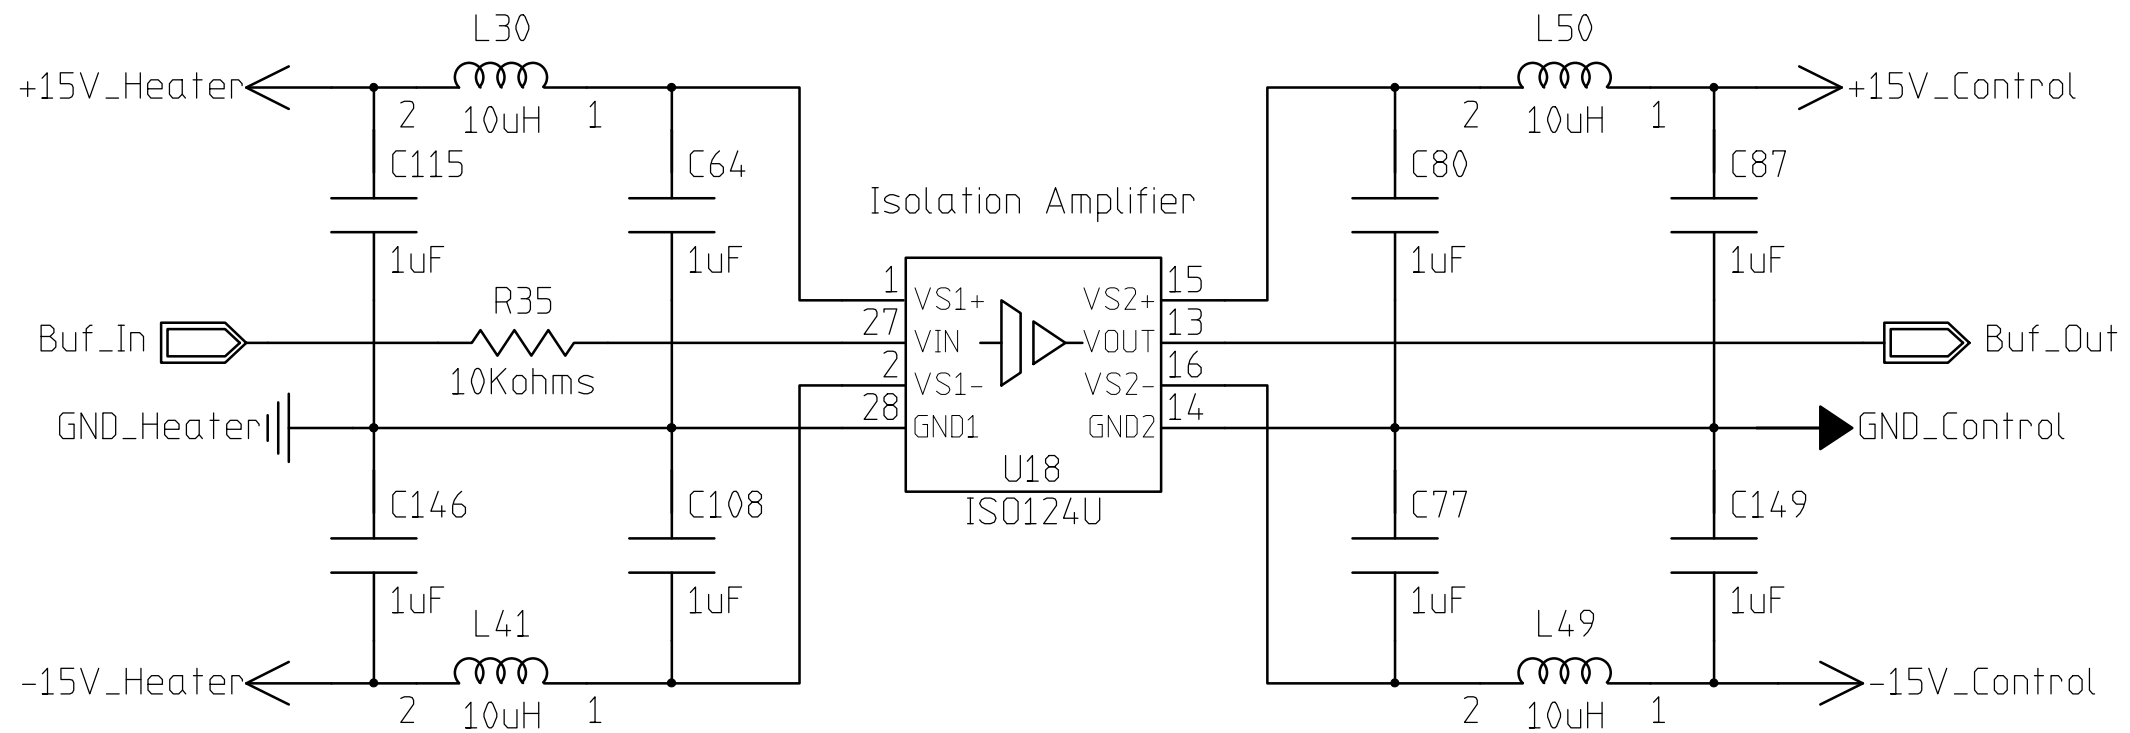 L30
L50
+15V_Heater
+15V_Control
2 10uH 1
2 10uH 1
C115
C64
C80
C87
Isolation Amplifier
1uF
1uF
1uF
1uF
1 VS1+
VS2+ 15
R35
27 VIN
VOUT 13
Buf_In
Buf_Out
10Kohms
2 VS1-
VS2- 16
GND_Heater
28 GND1
GND2 14
GND_Control
U18
ISO124U
C146
C108
C77
C149
1uF
1uF
1uF
1uF
L41
L49
-15V_Heater
-15V_Control
2 10uH 1
2 10uH 1